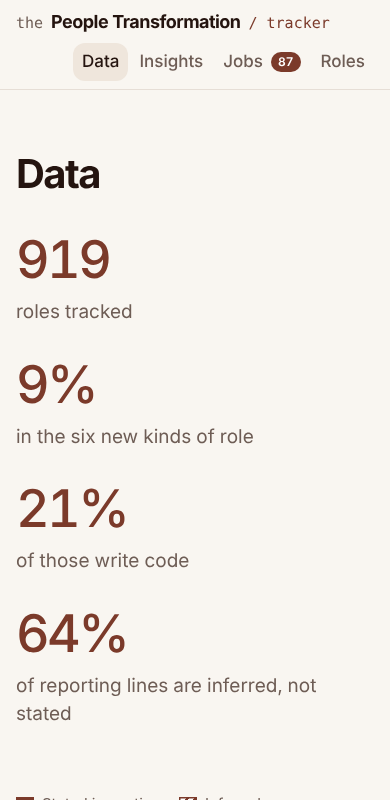 the People Transformation / tracker
Data Insights Jobs 87 Roles
Data
919
roles tracked
9%
in the six new kinds of role
21%
of those write code
64%
of reporting lines are inferred, not
stated